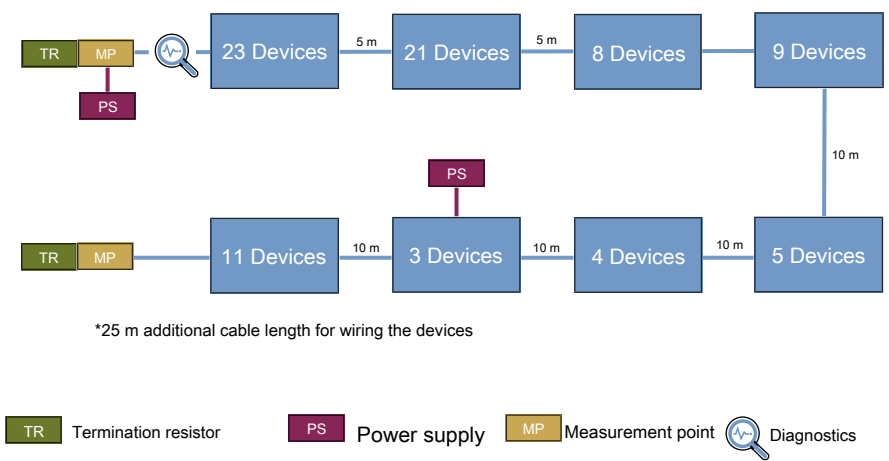 TR MP 23 Devices 5 m 21 Devices 5 m 8 Devices 9 Devices
PS
10 m
PS
TR MP 11 Devices 10 m 3 Devices 10 m 4 Devices 10 m 5 Devices
*25 m additional cable length for wiring the devices
TR Termination resistor PS Power supply MP Measurement point Diagnostics